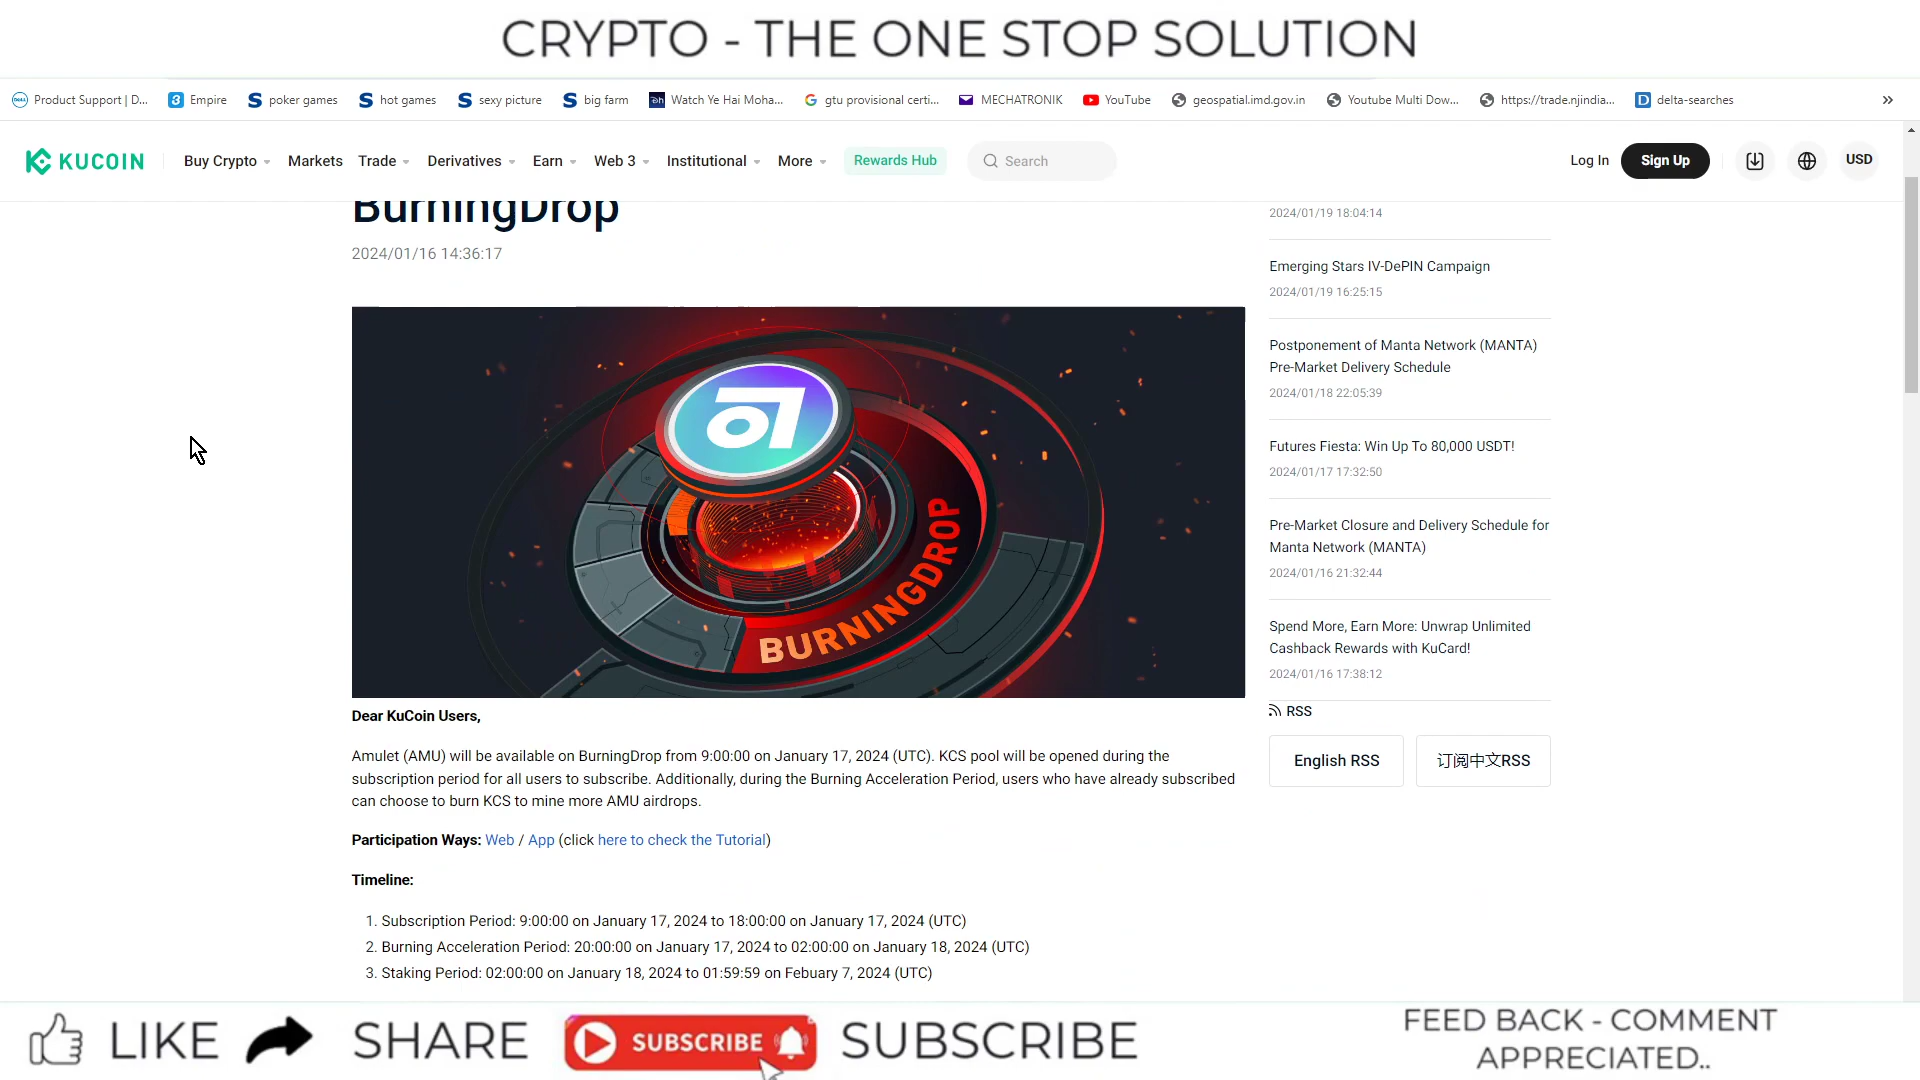 CRYPTO - THE ONE STOP SOLUTION
Product Support | D... Empire poker games hot games sexy picture big farm Watch Ye Hai Moha... gtu provisional certi... MECHATRONIK YouTube geospatial.imd.gov.in Youtube Multi Dow... https://trade.njindia... delta-searches »
KUCOIN Buy Crypto Markets Trade Derivatives Earn Web 3 Institutional More Rewards Hub Search Log In Sign Up USD
BurningDrop
2024/01/16 14:36:17
BURNINGDROP
Dear KuCoin Users,
Amulet (AMU) will be available on BurningDrop from 9:00:00 on January 17, 2024 (UTC). KCS pool will be opened during the
subscription period for all users to subscribe. Additionally, during the Burning Acceleration Period, users who have already subscribed
can choose to burn KCS to mine more AMU airdrops.
Participation Ways: Web / App (click here to check the Tutorial)
Timeline:
1. Subscription Period: 9:00:00 on January 17, 2024 to 18:00:00 on January 17, 2024 (UTC)
2. Burning Acceleration Period: 20:00:00 on January 17, 2024 to 02:00:00 on January 18, 2024 (UTC)
3. Staking Period: 02:00:00 on January 18, 2024 to 01:59:59 on Febuary 7, 2024 (UTC)
2024/01/19 18:04:14
Emerging Stars IV-DePIN Campaign
2024/01/19 16:25:15
Postponement of Manta Network (MANTA)
Pre-Market Delivery Schedule
2024/01/18 22:05:39
Futures Fiesta: Win Up To 80,000 USDT!
2024/01/17 17:32:50
Pre-Market Closure and Delivery Schedule for
Manta Network (MANTA)
2024/01/16 21:32:44
Spend More, Earn More: Unwrap Unlimited
Cashback Rewards with KuCard!
2024/01/16 17:38:12
RSS
English RSS 订阅中文RSS
LIKE SHARE SUBSCRIBE SUBSCRIBE
FEED BACK - COMMENT
APPRECIATED..